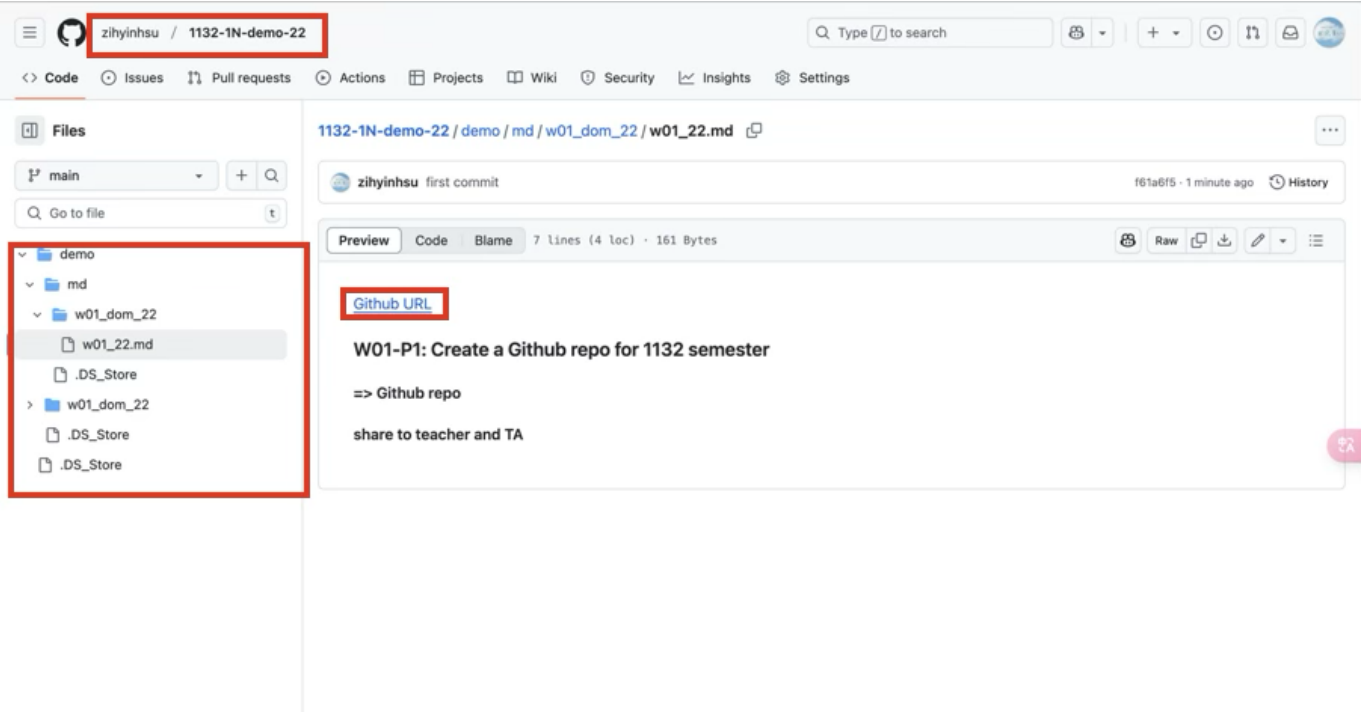 zihyinhsu / 1132-1N-demo-22
Type / to search
Code Issues Pull requests Actions Projects Wiki Security Insights Settings
Files
1132-1N-demo-22 / demo / md / w01_dom_22 / w01_22.md
main
zihyinhsu first commit
f61a6f5 · 1 minute ago History
Go to file
t
Preview Code Blame 7 lines (4 loc) · 161 Bytes
Raw
demo
md
w01_dom_22
w01_22.md
.DS_Store
w01_dom_22
.DS_Store
.DS_Store
Github URL
W01-P1: Create a Github repo for 1132 semester
=> Github repo
share to teacher and TA